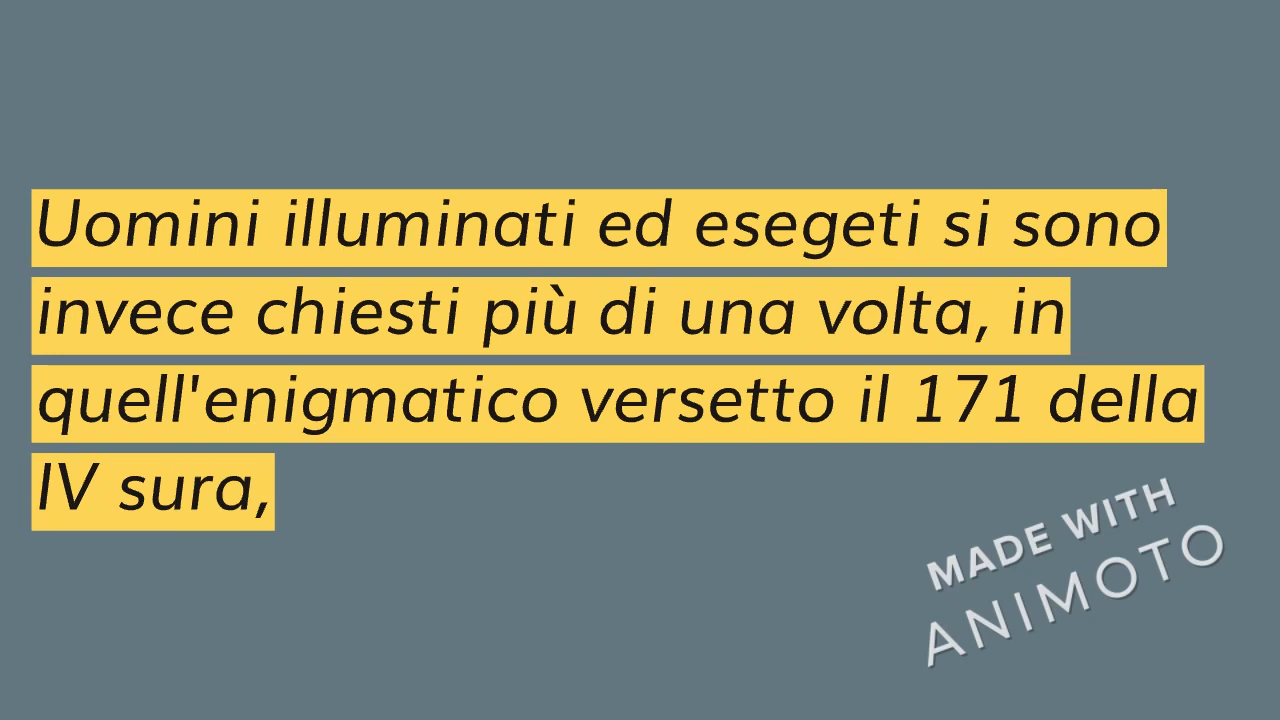 Uomini illuminati ed esegeti si sono
invece chiesti più di una volta, in
quell'enigmatico versetto il 171 della
IV sura,
MADE WITH
ANIMOTO